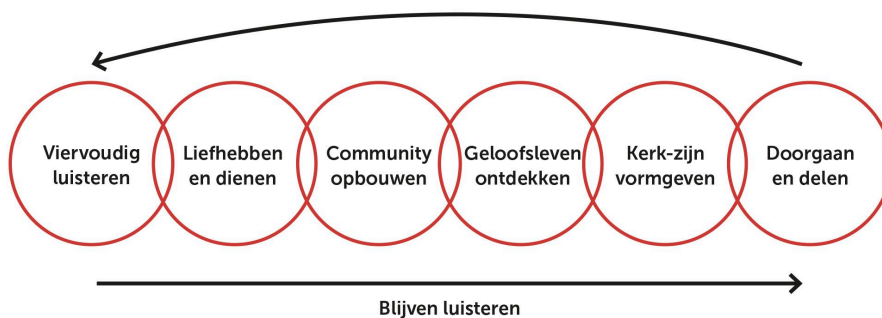 Viervoudig
luisteren
Liefhebben
en dienen
Community
opbouwen
Geloofsleven
ontdekken
Kerk-zijn
vormgeven
Doorgaan
en delen
Blijven luisteren